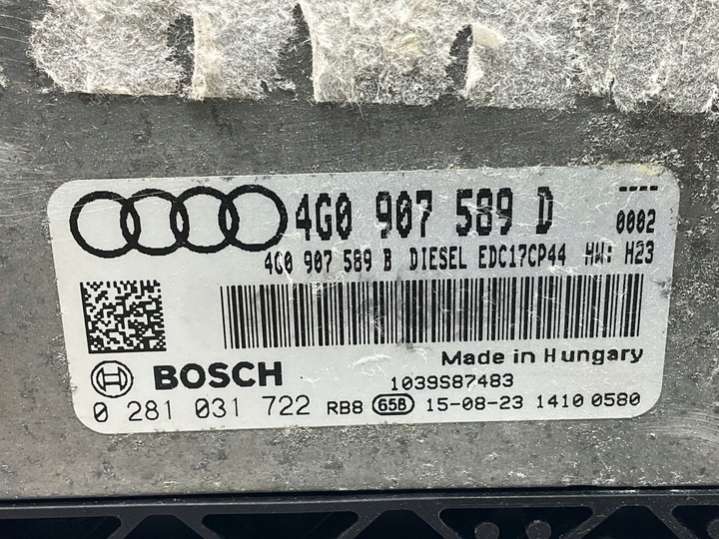 4G0 907 589 D ----
0002
4G0 907 589 B DIESEL EDC17CP44 HW: H23
Made in Hungary
BOSCH 1039S87483
0 281 031 722 RB8 658 15-08-23 1410 0580